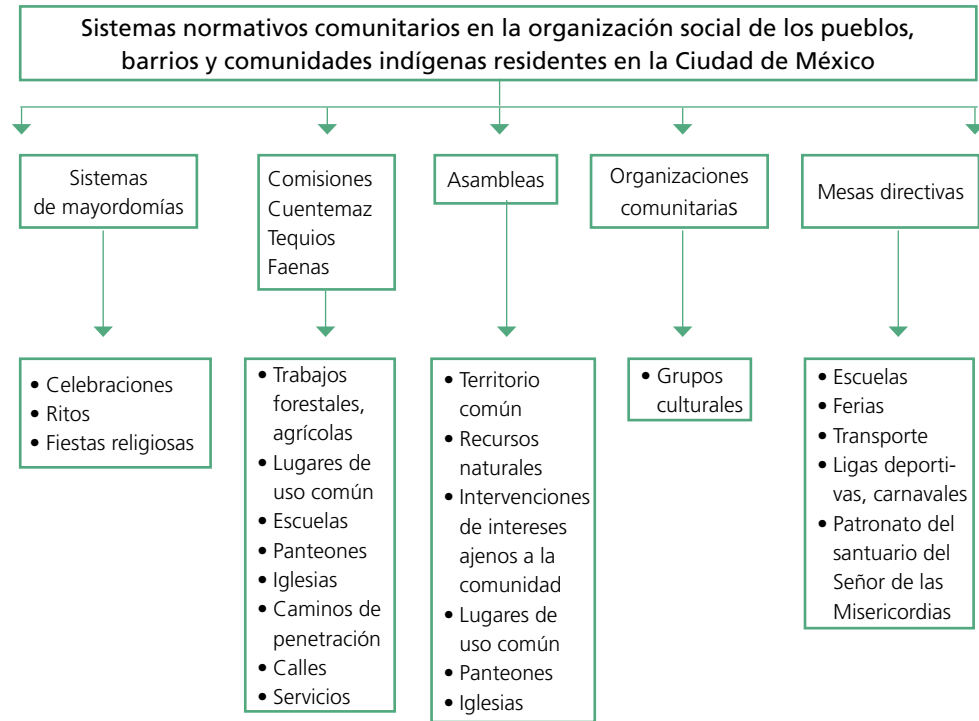 Sistemas normativos comunitarios en la organización social de los pueblos,
barrios y comunidades indígenas residentes en la Ciudad de México
Sistemas
de mayordomías
Comisiones
Cuentemaz
Tequios
Faenas
Asambleas
Organizaciones
comunitarias
Mesas directivas
• Celebraciones
• Ritos
• Fiestas religiosas
• Trabajos
forestales,
agrícolas
• Lugares de
uso común
• Escuelas
• Panteones
• Iglesias
• Caminos de
penetración
• Calles
• Servicios
• Territorio
común
• Recursos
naturales
• Intervenciones
de intereses
ajenos a la
comunidad
• Lugares de
uso común
• Panteones
• Iglesias
• Grupos
culturales
• Escuelas
• Ferias
• Transporte
• Ligas deporti-
vas, carnavales
• Patronato del
santuario del
Señor de las
Misericordias